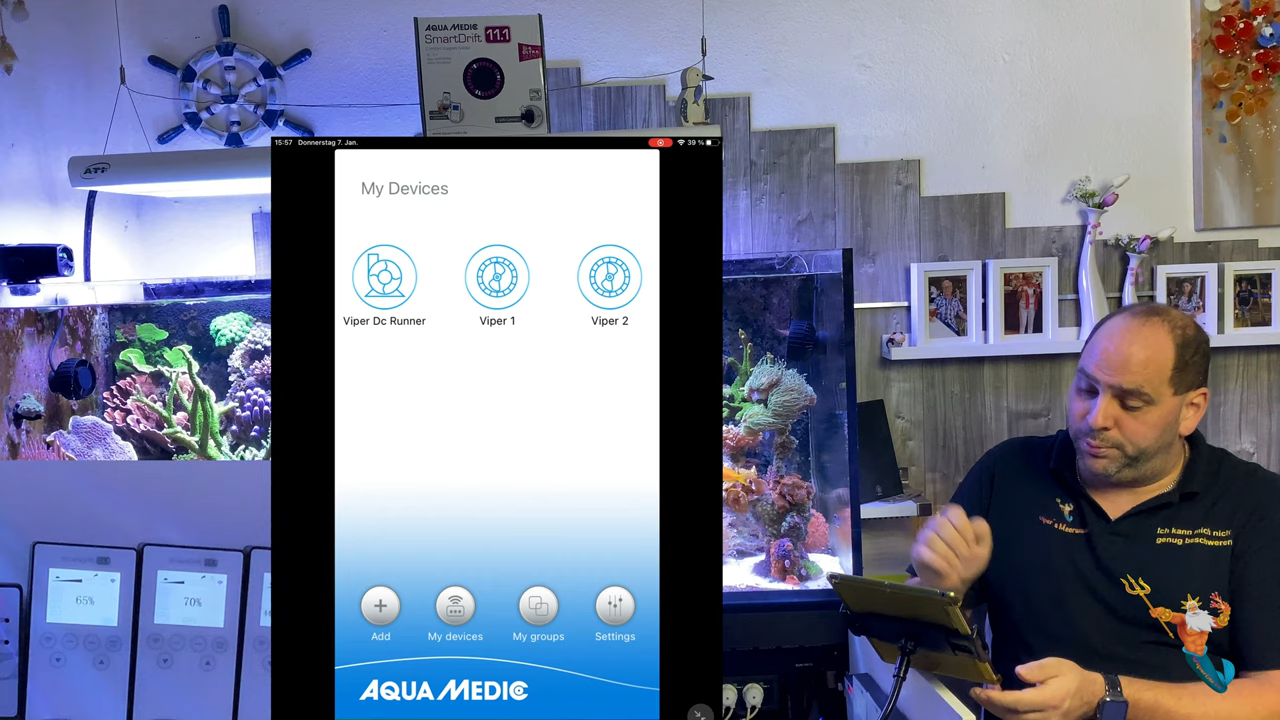 AQUA MEDIC
SmartDrift 11.1
ATI
15:57 Donnerstag 7. Jan.
39 %
My Devices
Viper Dc Runner
Viper 1
Viper 2
Add
My devices
My groups
Settings
AQUA MEDIC
65%
70%
Ich kann mich nicht
genug beschweren